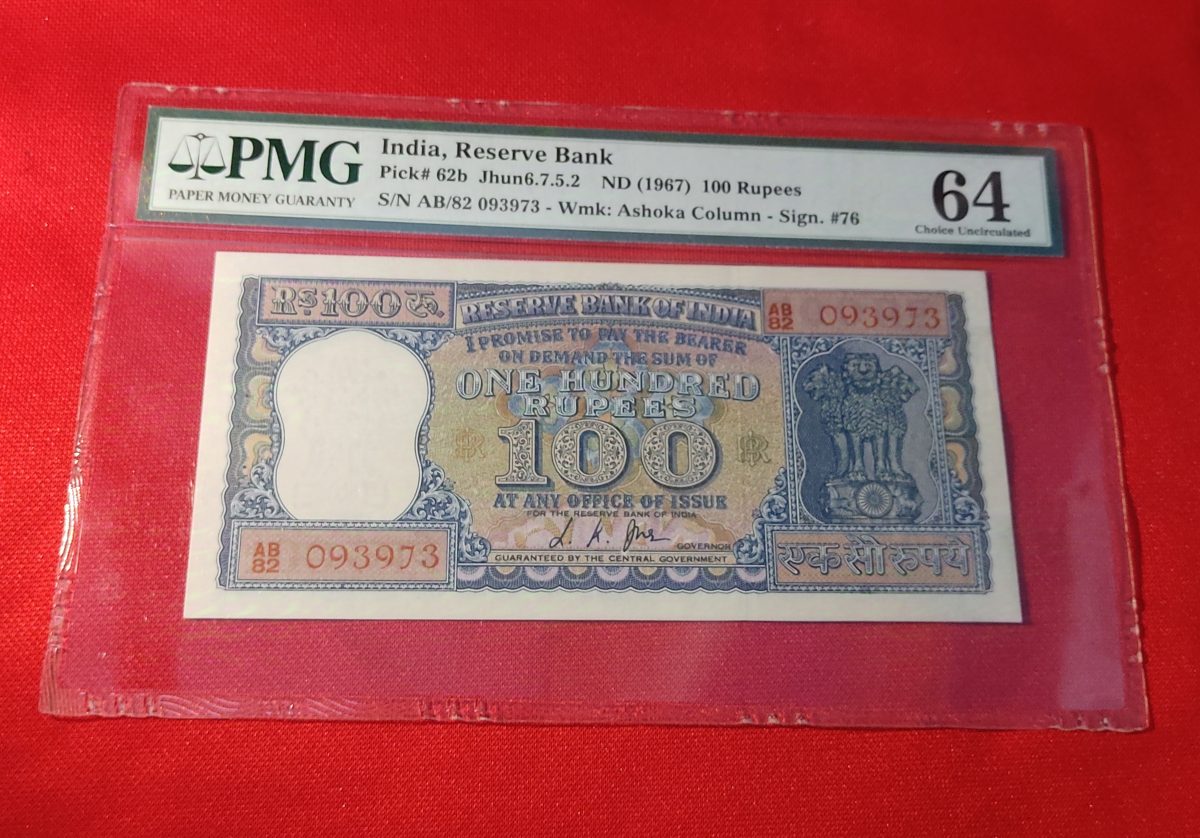 PMG
PAPER MONEY GUARANTY
India, Reserve Bank
Pick# 62b Jhun6.7.5.2 ND (1967) 100 Rupees
S/N AB/82 093973 - Wmk: Ashoka Column - Sign. #76
64
Choice Uncirculated
Rs 100 रु.
RESERVE BANK OF INDIA
AB
82 093973
I PROMISE TO PAY THE BEARER
ON DEMAND THE SUM OF
ONE HUNDRED
RUPEES
100
AT ANY OFFICE OF ISSUE
FOR THE RESERVE BANK OF INDIA
GOVERNOR
GUARANTEED BY THE CENTRAL GOVERNMENT
AB
82 093973
एक सौ रुपये